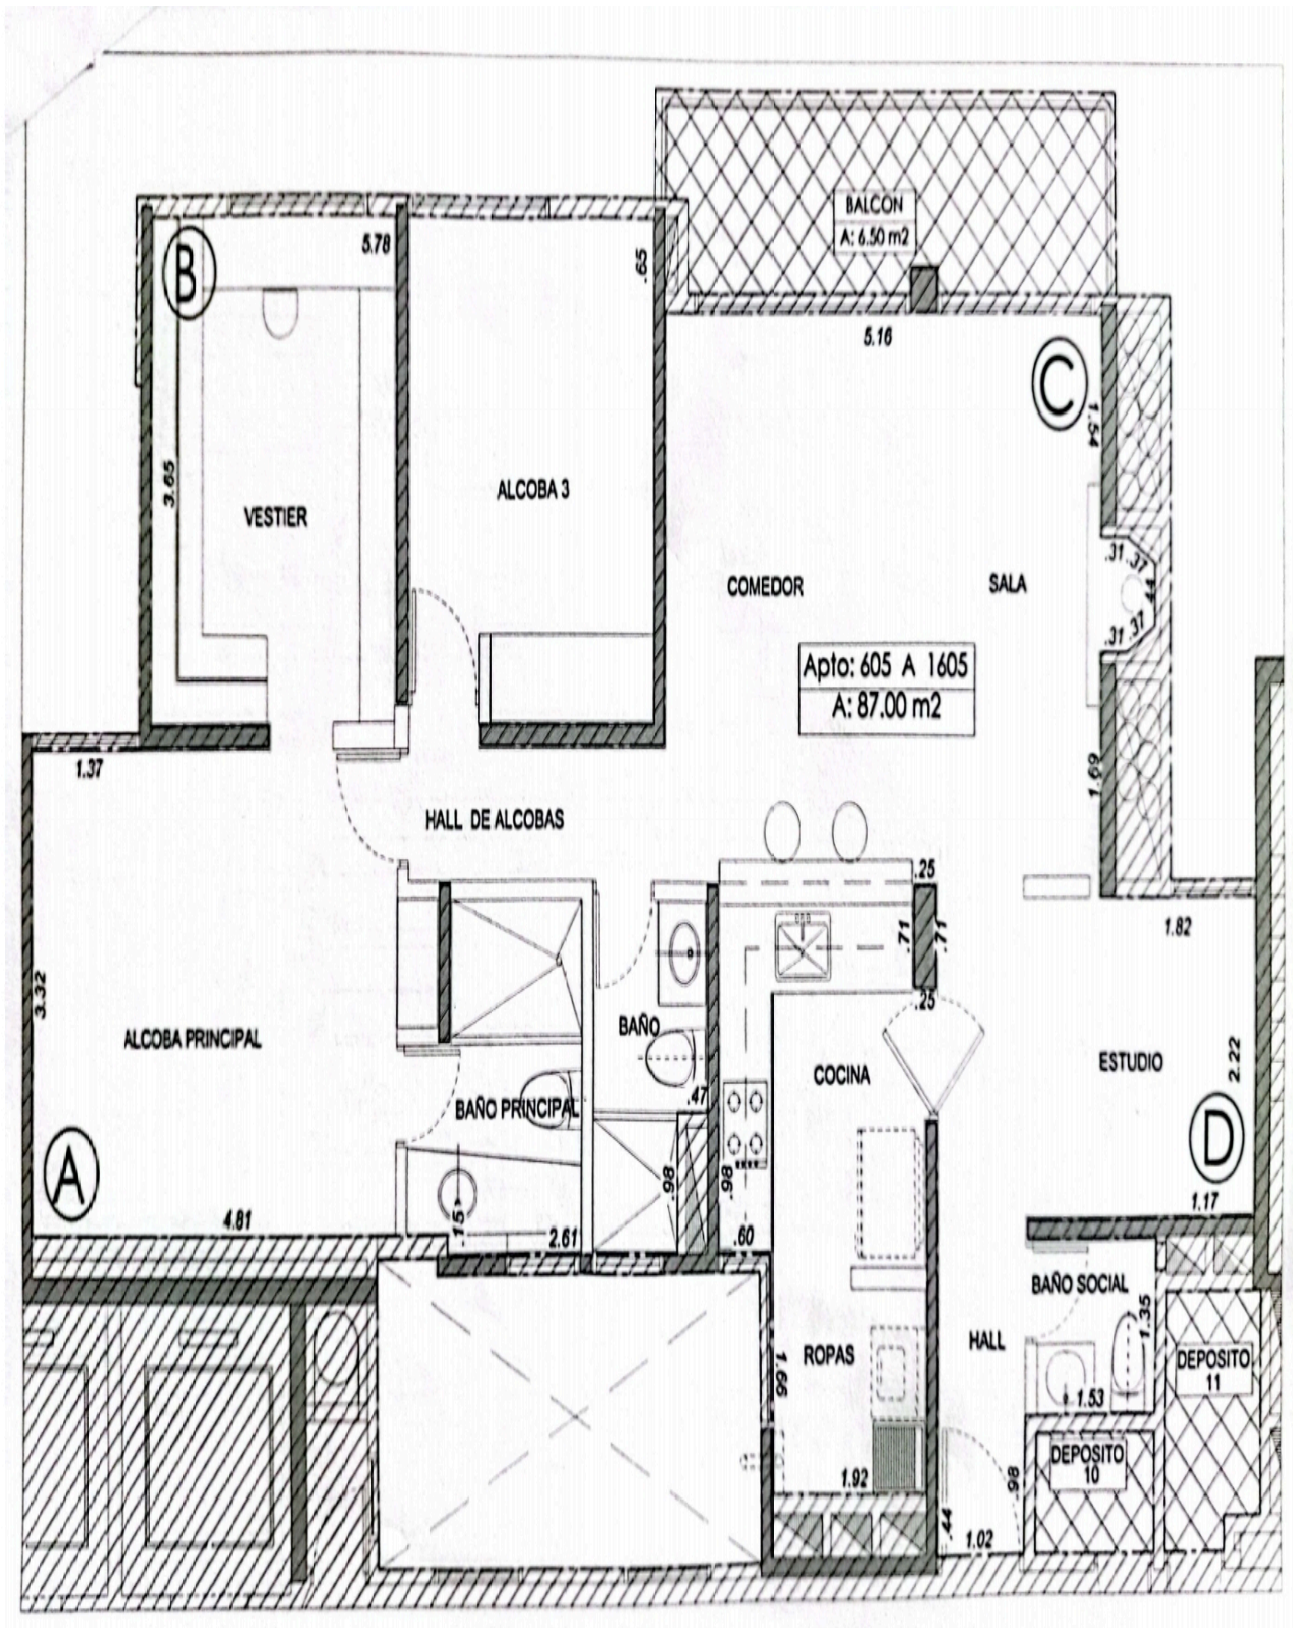 BALCON
A: 6.50 m2
B
5.78
.65
5.16
C
1.54
3.65
ALCOBA 3
VESTIER
.31 .37
.44
.31 .37
COMEDOR
SALA
Apto: 605 A 1605
A: 87.00 m2
1.37
1.69
HALL DE ALCOBAS
.25
.71
.71
1.82
3.32
.25
BAÑO
ALCOBA PRINCIPAL
COCINA
ESTUDIO
2.22
.47
BAÑO PRINCIPAL
D
A
.98
.98
1.17
4.81
.15
2.61
.60
BAÑO SOCIAL
1.35
HALL
ROPAS
1.66
DEPOSITO
11
1.53
DEPOSITO
10
1.92
.98
.44
1.02